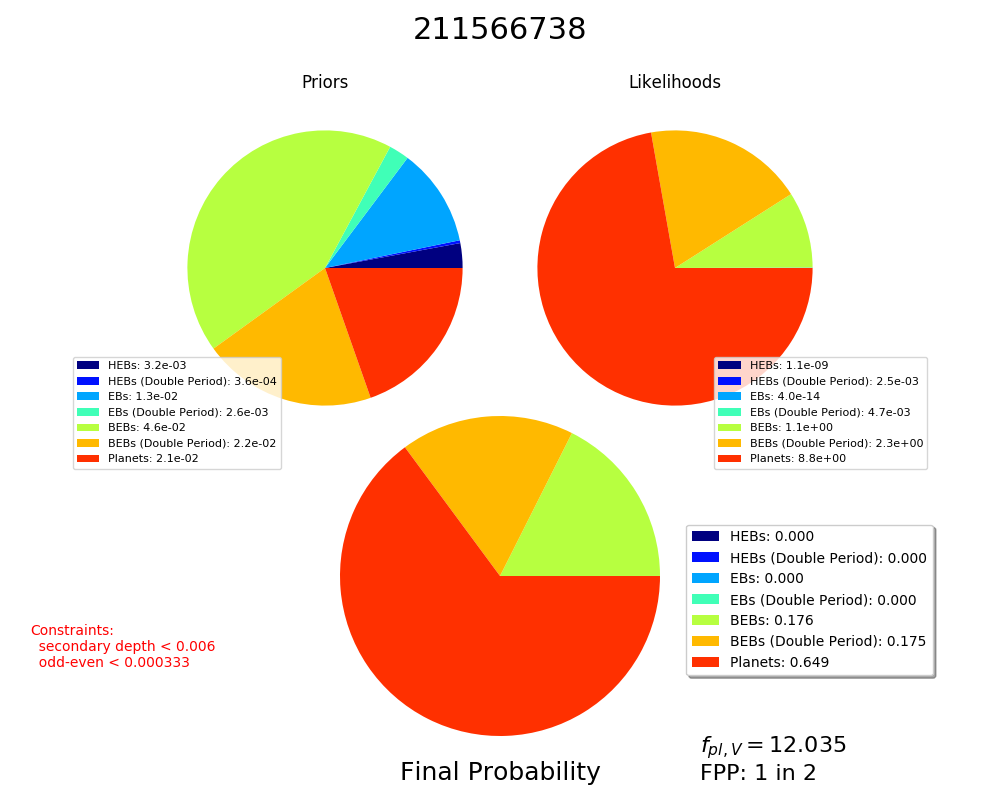 211566738
Priors
Likelihoods
HEBs: 3.2e-03
HEBs (Double Period): 3.6e-04
EBs: 1.3e-02
EBs (Double Period): 2.6e-03
BEBs: 4.6e-02
BEBs (Double Period): 2.2e-02
Planets: 2.1e-02
HEBs: 1.1e-09
HEBs (Double Period): 2.5e-03
EBs: 4.0e-14
EBs (Double Period): 4.7e-03
BEBs: 1.1e+00
BEBs (Double Period): 2.3e+00
Planets: 8.8e+00
HEBs: 0.000
HEBs (Double Period): 0.000
EBs: 0.000
EBs (Double Period): 0.000
BEBs: 0.176
BEBs (Double Period): 0.175
Planets: 0.649
Constraints:
secondary depth < 0.006
odd-even < 0.000333
Final Probability
f_{pl,V} = 12.035
FPP: 1 in 2